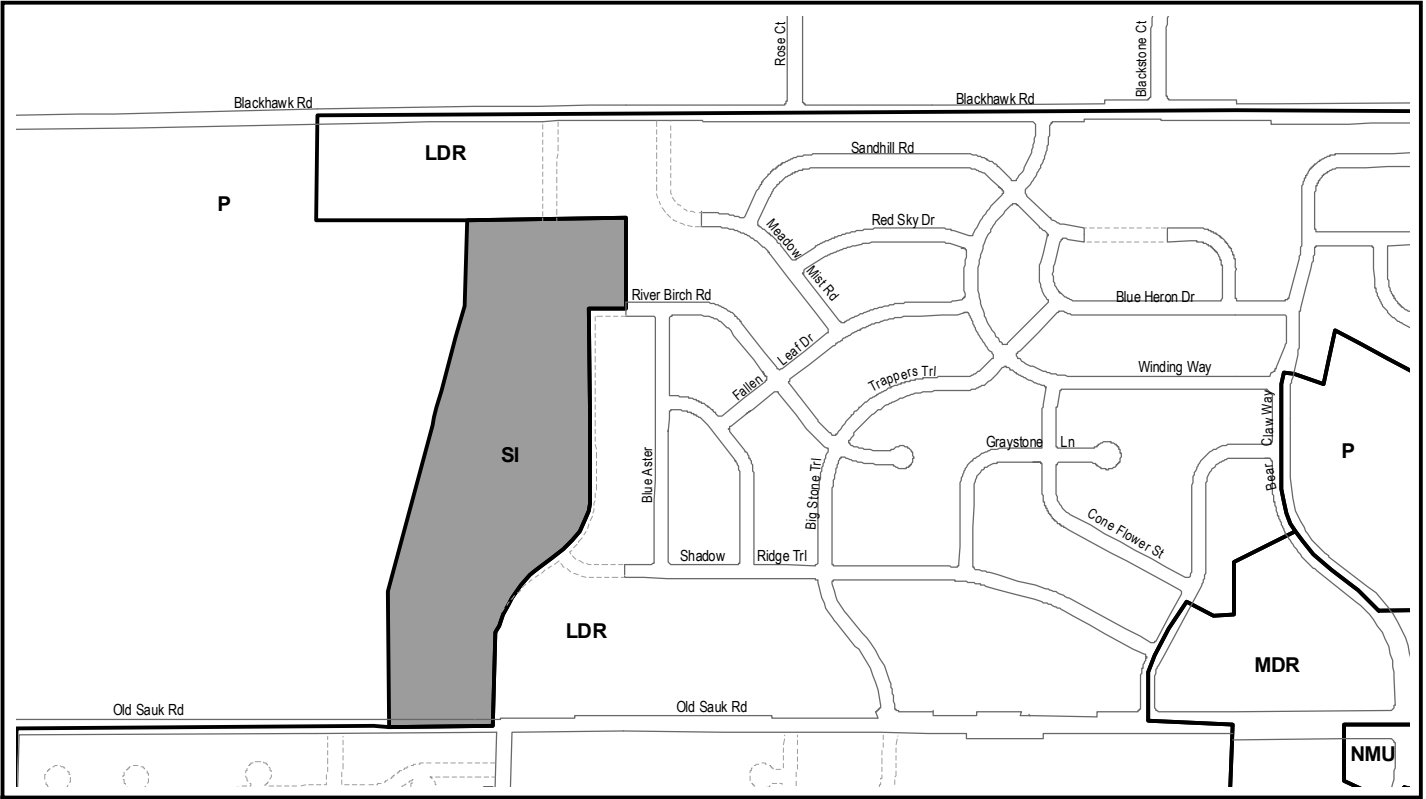 Rose Ct
Blackstone Ct
Blackhawk Rd
Blackhawk Rd
LDR
Sandhill Rd
P
Red Sky Dr
Meadow
Mist Rd
River Birch Rd
Blue Heron Dr
Leaf Dr
Fallen
Trappers Trl
Winding Way
Claw Way
Bear
Graystone Ln
P
SI
Blue Aster
Big Stone Trl
Cone Flower St
Shadow
Ridge Trl
LDR
MDR
Old Sauk Rd
Old Sauk Rd
NMU